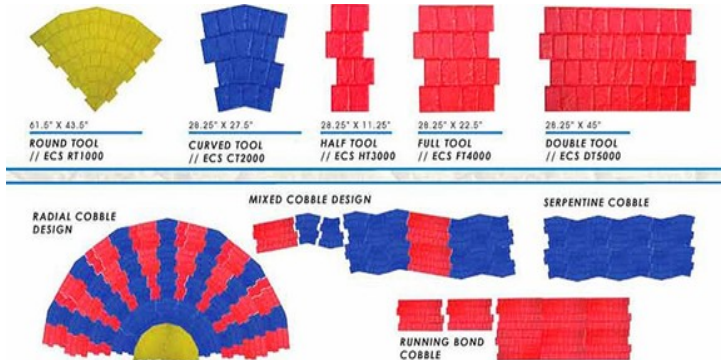 61.5" X 43.5"
ROUND TOOL
// ECS RT1000
28.25" X 27.5"
CURVED TOOL
// ECS CT2000
28.25" X 11.25"
HALF TOOL
// ECS HT3000
28.25" X 22.5"
FULL TOOL
// ECS FT4000
28.25" X 45"
DOUBLE TOOL
// ECS DT5000
RADIAL COBBLE
DESIGN
MIXED COBBLE DESIGN
SERPENTINE COBBLE
RUNNING BOND
COBBLE